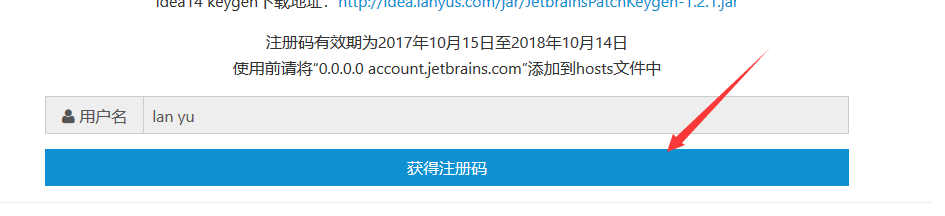 idea14 keygen下载地址：http://idea.lanyus.com/jar/JetbrainsPatchKeygen-1.2.1.jar
注册码有效期为2017年10月15日至2018年10月14日
使用前请将“0.0.0.0 account.jetbrains.com”添加到hosts文件中
用户名 lan yu
获得注册码